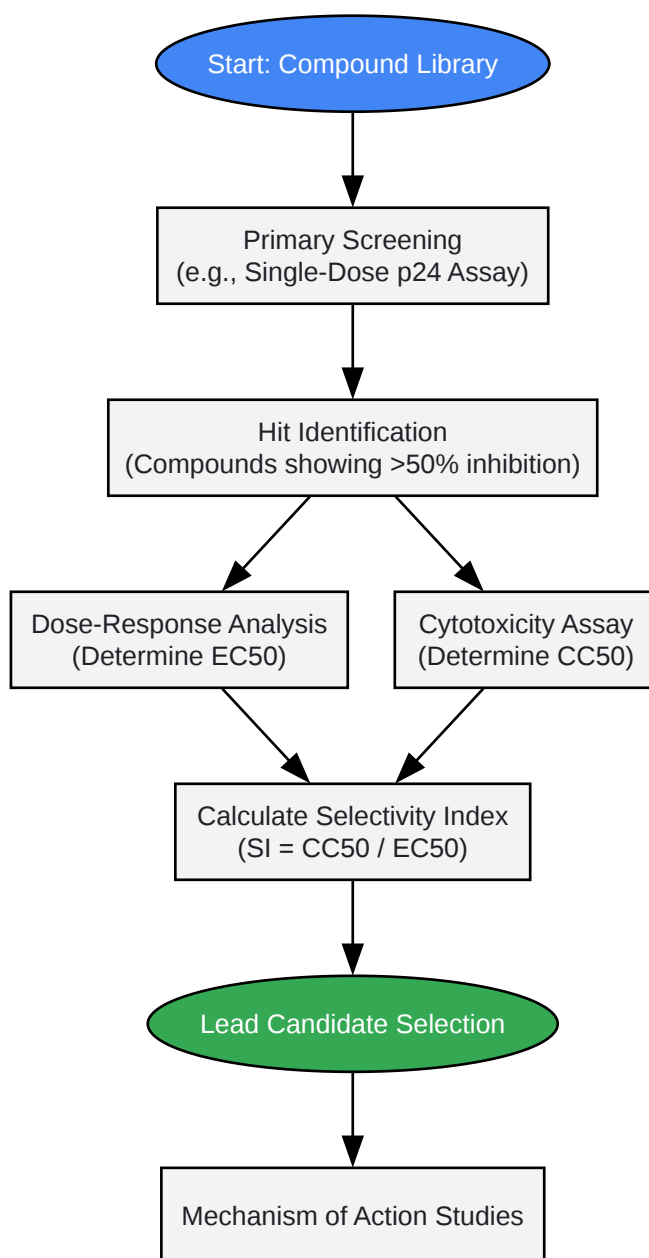 Start: Compound Library
Primary Screening
(e.g., Single-Dose p24 Assay)
Hit Identification
(Compounds showing >50% inhibition)
Dose-Response Analysis
(Determine EC50)
Cytotoxicity Assay
(Determine CC50)
Calculate Selectivity Index
(SI = CC50 / EC50)
Lead Candidate Selection
Mechanism of Action Studies